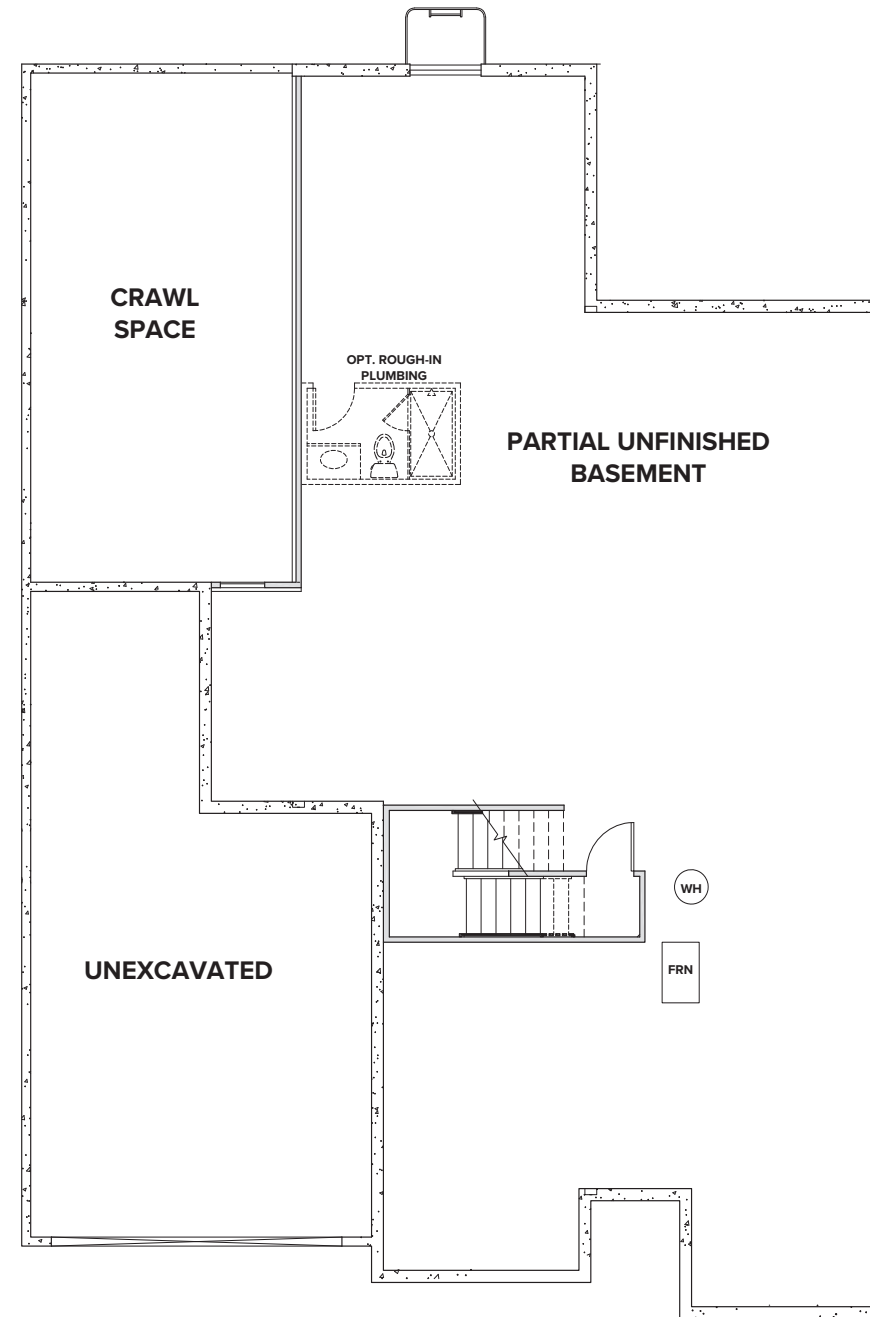 CRAWL
SPACE
OPT. ROUGH-IN
PLUMBING
PARTIAL UNFINISHED
BASEMENT
WH
UNEXCAVATED
FRN